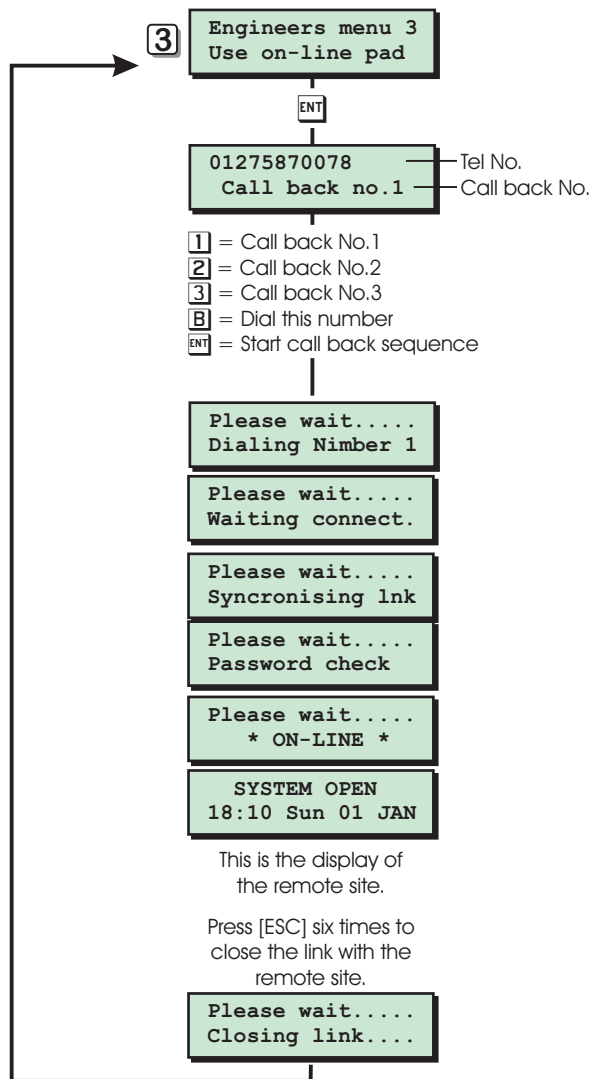 3
Engineers menu 3
Use on-line pad
ENT
01275870078
Tel No.
Call back no.1
Call back No.
1 = Call back No.1
2 = Call back No.2
3 = Call back No.3
B = Dial this number
ENT = Start call back sequence
Please wait.....
Dialing Nimber 1
Please wait.....
Waiting connect.
Please wait.....
Syncronising lnk
Please wait.....
Password check
Please wait.....
* ON-LINE *
SYSTEM OPEN
18:10 Sun 01 JAN
This is the display of
the remote site.
Press [ESC] six times to
close the link with the
remote site.
Please wait.....
Closing link....